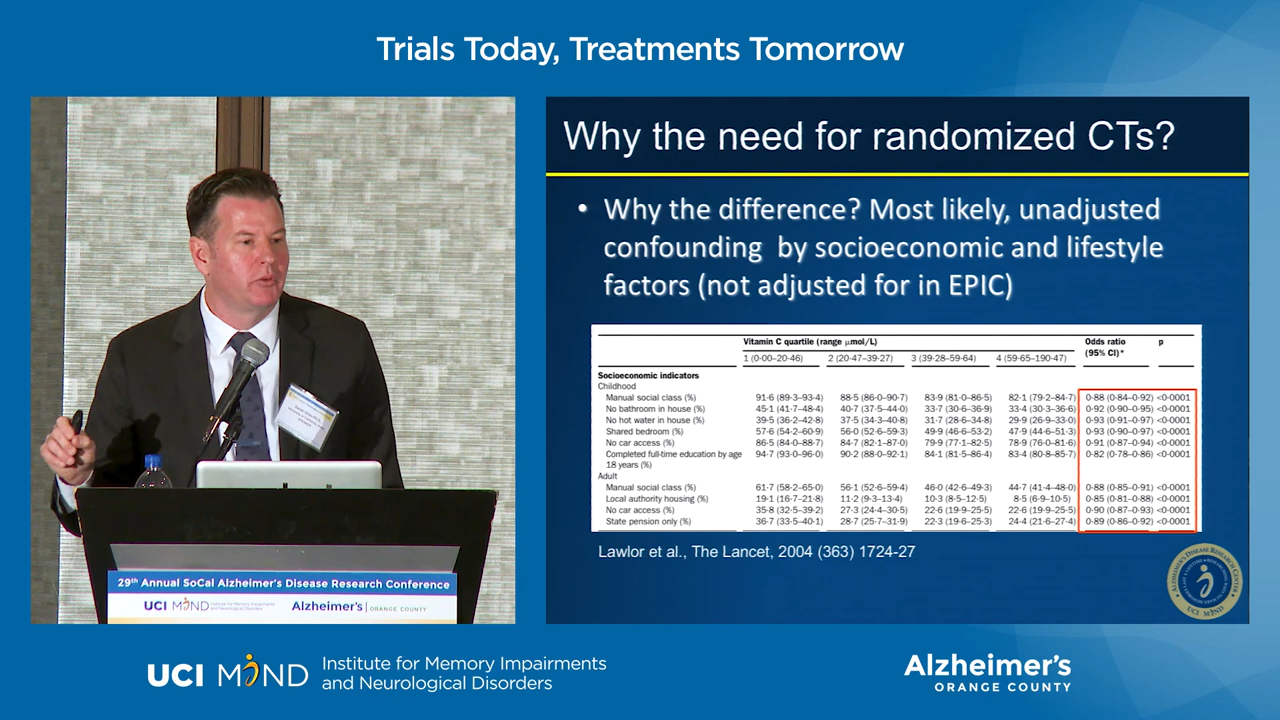 Trials Today, Treatments Tomorrow
Why the need for randomized CTs?
• Why the difference? Most likely, unadjusted
confounding by socioeconomic and lifestyle
factors (not adjusted for in EPIC)
Vitamin C quartile (range μmol/L) Odds ratio p
(95% CI)*
1 (0·00–20·46) 2 (20·47–39·27) 3 (39·28–59·64) 4 (59·65–190·47)
Socioeconomic indicators
Childhood
Manual social class (%) 91·6 (89·3–93·4) 88·5 (86·0–90·7) 83·9 (81·0–86·5) 82·1 (79·2–84·7) 0·88 (0·84–0·92) <0·0001
No bathroom in house (%) 45·1 (41·7–48·4) 40·7 (37·5–44·0) 33·7 (30·6–36·9) 33·4 (30·3–36·6) 0·92 (0·90–0·95) <0·0001
No hot water in house (%) 39·5 (36·2–42·8) 37·5 (34·3–40·8) 31·7 (28·6–34·8) 29·9 (26·9–33·0) 0·93 (0·91–0·97) <0·0001
Shared bedroom (%) 57·6 (54·2–60·9) 56·0 (52·6–59·3) 49·9 (46·6–53·2) 47·9 (44·6–51·3) 0·93 (0·90–0·97) <0·0001
No car access (%) 86·5 (84·0–88·7) 84·7 (82·1–87·0) 79·9 (77·1–82·5) 78·9 (76·0–81·6) 0·91 (0·87–0·94) <0·0001
Completed full-time education by age 94·7 (93·0–96·0) 90·2 (88·0–92·1) 84·1 (81·5–86·4) 83·4 (80·8–85·7) 0·82 (0·78–0·86) <0·0001
18 years (%)
Adult
Manual social class (%) 61·7 (58·2–65·0) 56·1 (52·6–59·4) 46·0 (42·6–49·3) 44·7 (41·4–48·0) 0·88 (0·85–0·91) <0·0001
Local authority housing (%) 19·1 (16·7–21·8) 11·2 (9·3–13·4) 10·3 (8·5–12·5) 8·5 (6·9–10·5) 0·85 (0·81–0·88) <0·0001
No car access (%) 35·8 (32·5–39·2) 27·3 (24·4–30·5) 22·6 (19·9–25·5) 22·6 (19·9–25·5) 0·90 (0·87–0·93) <0·0001
State pension only (%) 36·7 (33·5–40·1) 28·7 (25·7–31·9) 22·3 (19·6–25·3) 24·4 (21·6–27·4) 0·89 (0·86–0·92) <0·0001
Lawlor et al., The Lancet, 2004 (363) 1724-27
ALZHEIMER'S DISEASE RESEARCH CENTER
UCI MIND
29th Annual SoCal Alzheimer's Disease Research Conference
UCI MIND Institute for Memory Impairments
and Neurological Disorders
Alzheimer's | ORANGE COUNTY
UCI MIND
Institute for Memory Impairments
and Neurological Disorders
Alzheimer's
ORANGE COUNTY